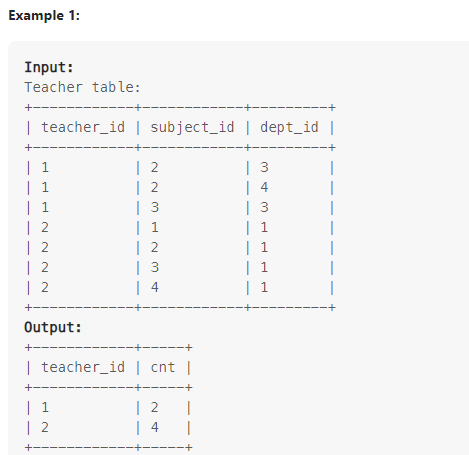 Example 1:
Input:
Teacher table:
+------------+------------+---------+
| teacher_id | subject_id | dept_id |
+------------+------------+---------+
| 1          | 2          | 3       |
| 1          | 2          | 4       |
| 1          | 3          | 3       |
| 2          | 1          | 1       |
| 2          | 2          | 1       |
| 2          | 3          | 1       |
| 2          | 4          | 1       |
+------------+------------+---------+
Output:
+------------+-----+
| teacher_id | cnt |
+------------+-----+
| 1          | 2   |
| 2          | 4   |
+------------+-----+